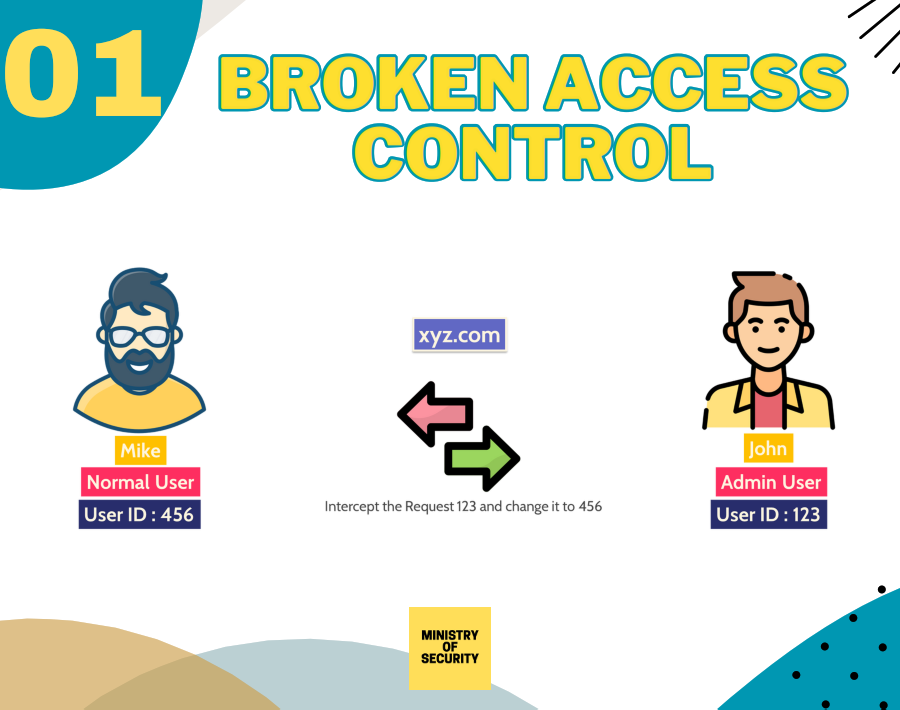 01
BROKEN ACCESS
CONTROL
xyz.com
Mike
Normal User
User ID : 456
Intercept the Request 123 and change it to 456
John
Admin User
User ID : 123
MINISTRY
OF
SECURITY